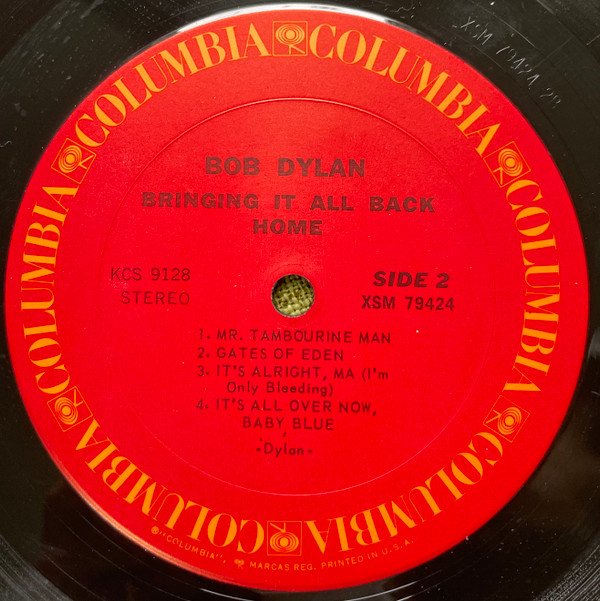 XSM 79424
COLUMBIA COLUMBIA COLUMBIA COLUMBIA COLUMBIA COLUMBIA
BOB DYLAN
BRINGING IT ALL BACK
HOME
KCS 9128
STEREO
SIDE 2
XSM 79424
1. MR. TAMBOURINE MAN
2. GATES OF EDEN
3. IT'S ALRIGHT, MA (I'm
Only Bleeding)
4. IT'S ALL OVER NOW,
BABY BLUE
-Dylan-
®"COLUMBIA", MARCAS REG. PRINTED IN U.S.A.